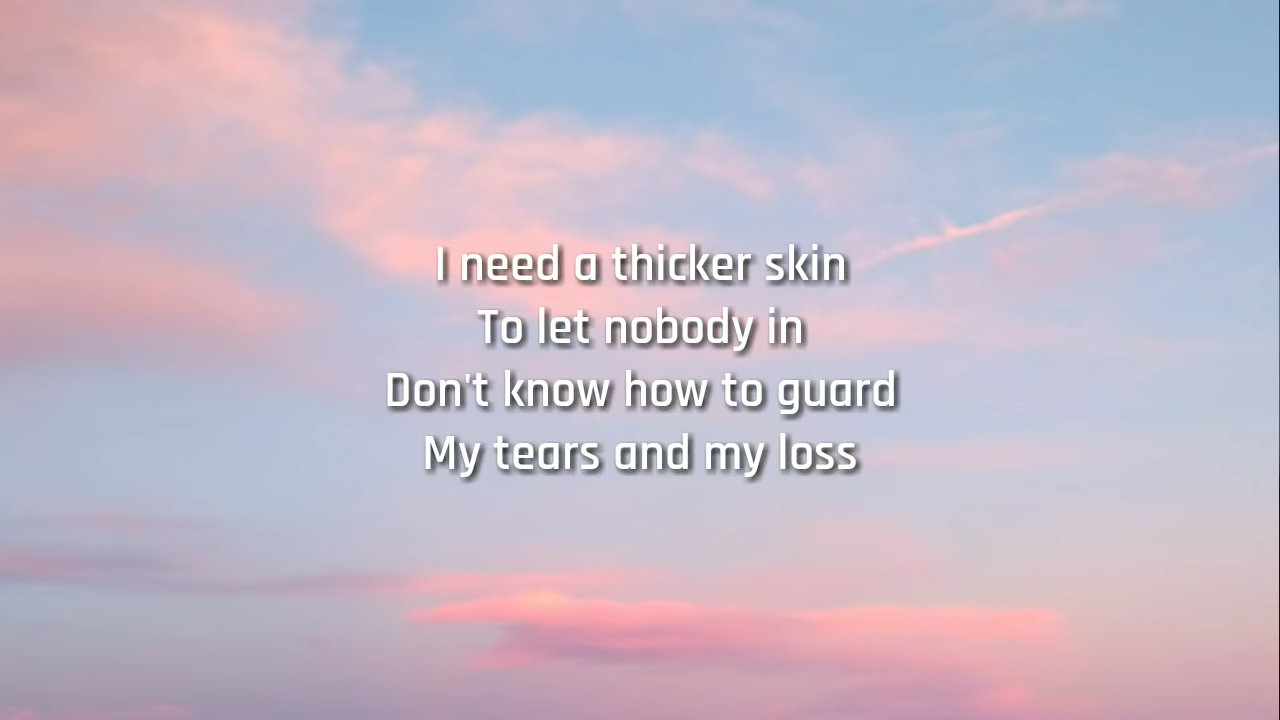 I need a thicker skin
To let nobody in
Don't know how to guard
My tears and my loss